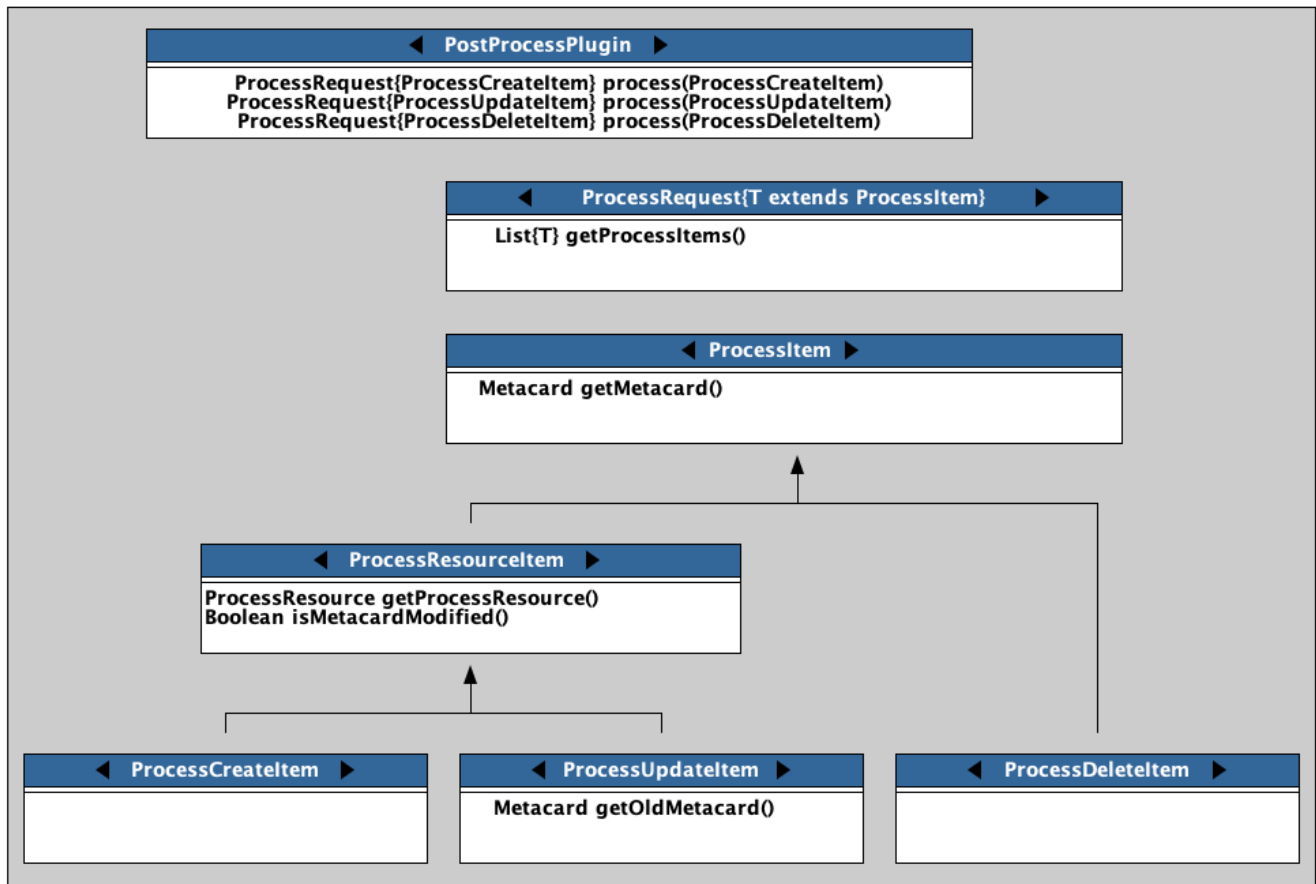 PostProcessPlugin
ProcessRequest{ProcessCreateItem} process(ProcessCreateItem)
ProcessRequest{ProcessUpdateItem} process(ProcessUpdateItem)
ProcessRequest{ProcessDeleteItem} process(ProcessDeleteItem)
ProcessRequest{T extends ProcessItem}
List{T} getProcessItems()
ProcessItem
Metacard getMetacard()
ProcessResourceItem
ProcessResource getProcessResource()
Boolean isMetacardModified()
ProcessCreateItem
ProcessUpdateItem
Metacard getOldMetacard()
ProcessDeleteItem